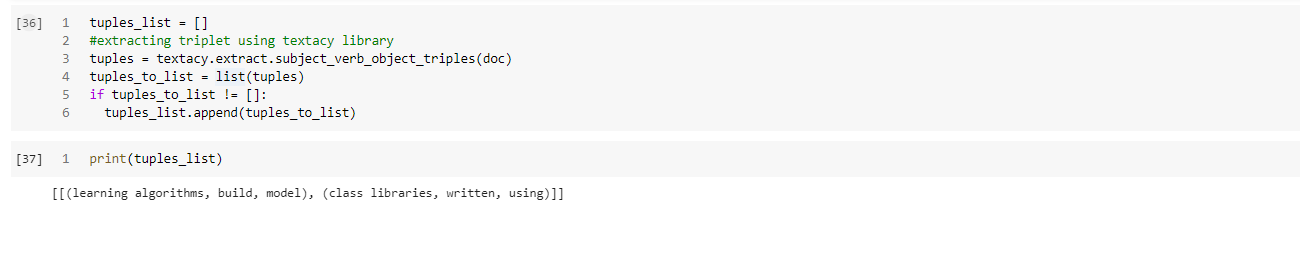 [36] 1 tuples_list = []
2 #extracting triplet using textacy library
3 tuples = textacy.extract.subject_verb_object_triples(doc)
4 tuples_to_list = list(tuples)
5 if tuples_to_list != []:
6   tuples_list.append(tuples_to_list)
[37] 1 print(tuples_list)
[[(learning algorithms, build, model), (class libraries, written, using)]]